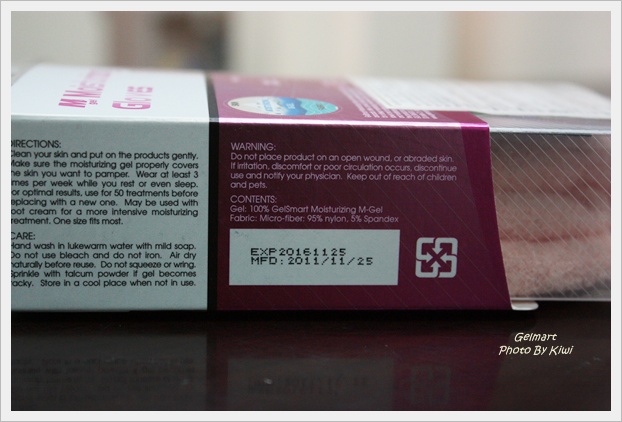 Gloves
DIRECTIONS:
Clean your skin and put on the products gently.
Make sure the moisturizing gel properly covers
the skin you want to pamper. Wear at least 3
times per week while you rest or even sleep.
For optimal results, use for 50 treatments before
replacing with a new one. May be used with
foot cream for a more intensive moisturizing
treatment. One size fits most.
CARE:
Hand wash in lukewarm water with mild soap.
Do not use bleach and do not iron. Air dry
naturally before reuse. Do not squeeze or wring.
Sprinkle with talcum powder if gel becomes
tacky. Store in a cool place when not in use.
WARNING:
Do not place product on an open wound, or abraded skin.
If irritation, discomfort or poor circulation occurs, discontinue
use and notify your physician. Keep out of reach of children
and pets.
CONTENTS:
Gel: 100% GelSmart Moisturizing M-Gel
Fabric: Micro-fiber: 95% nylon, 5% Spandex
EXP20161125
MFD:2011/11/25
Gelmart
Photo By Kiwi